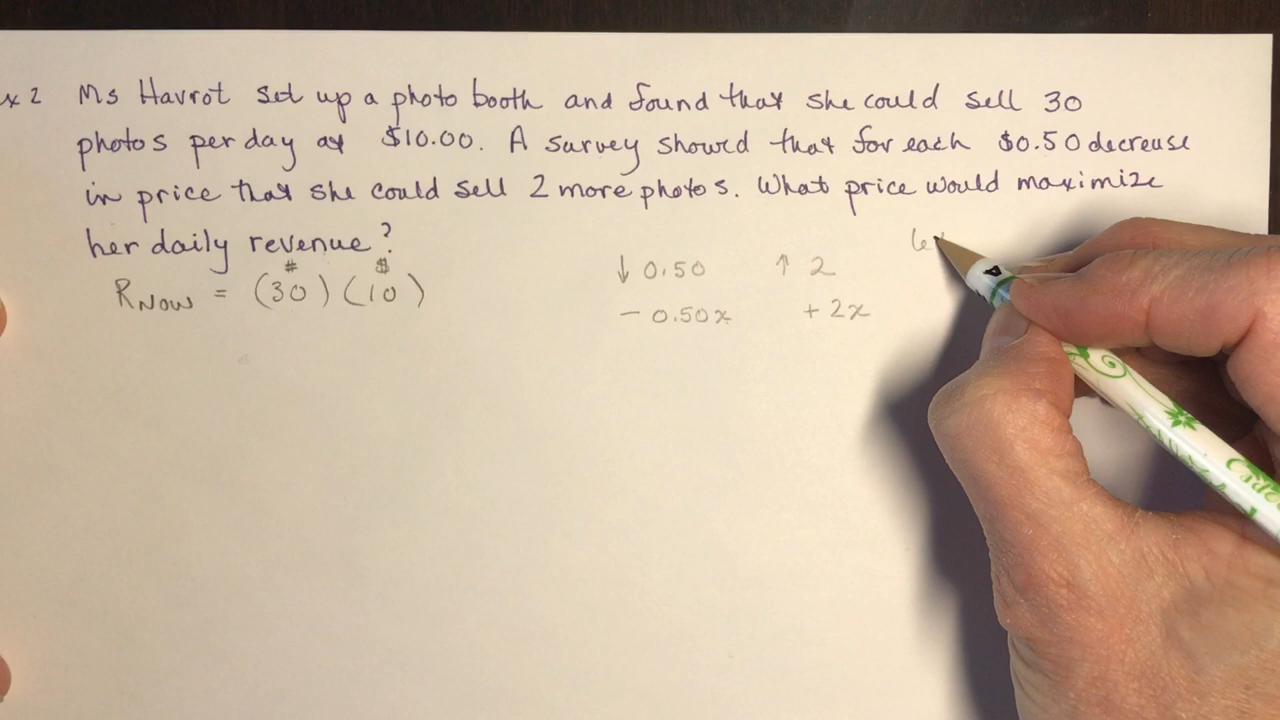 x 2 Ms Havrot set up a photo booth and found that she could sell 30
photos per day at $10.00. A survey showed that for each $0.50 decrease
in price that she could sell 2 more photos. What price would maximize
her daily revenue?
# $
R_NOW = (30)(10)
↓ 0.50 ↑ 2
- 0.50x + 2x
let